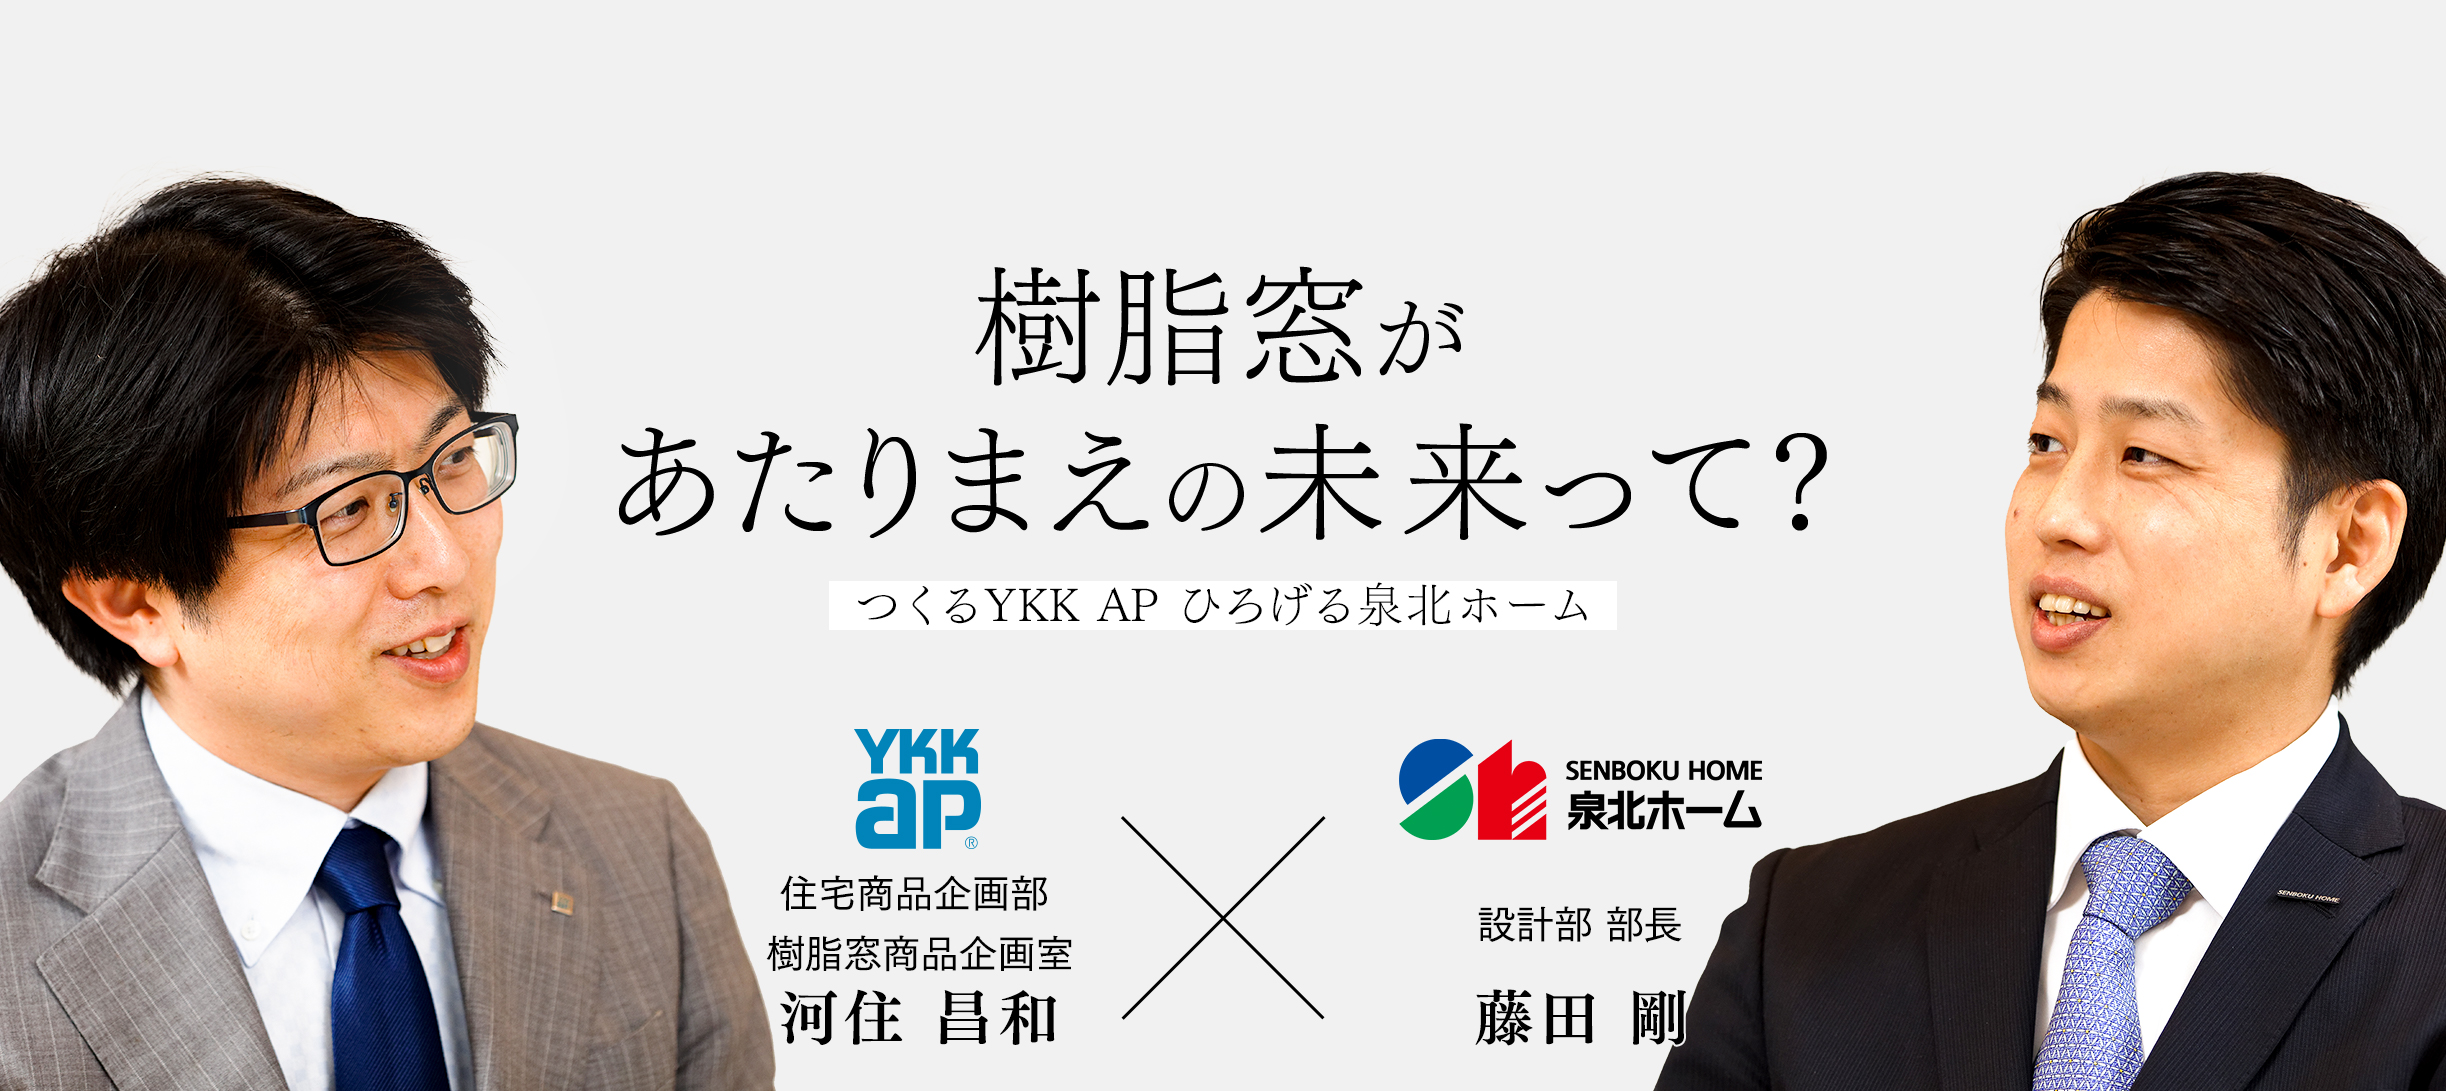 樹脂窓が
あたりまえの未来って？
つくるYKK AP ひろげる泉北ホーム
YKK
ap®
住宅商品企画部
樹脂窓商品企画室
河住 昌和
SENBOKU HOME
泉北ホーム
設計部 部長
藤田 剛
SENBOKU HOME